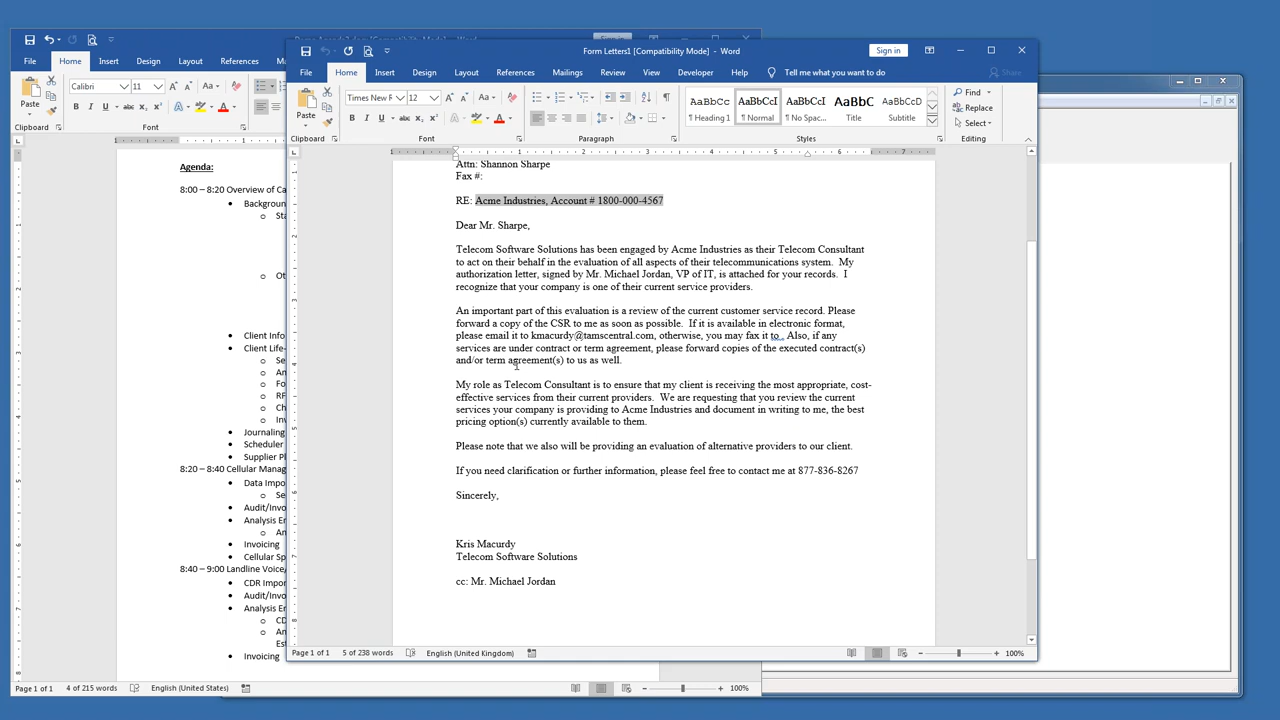 Form Letters1 [Compatibility Mode] - Word
Sign in
File Home Insert Design Layout References Mailings Review View Developer Help Tell me what you want to do Share
Paste
Times New R 12
Clipboard Font Paragraph Styles Editing
AaBbCc AaBbCcI AaBbCcI AaBbC AaBbCcI
¶ Heading 1 ¶ Normal ¶ No Spac... Title Subtitle
Find
Replace
Select
Attn: Shannon Sharpe
Fax #:
RE: Acme Industries, Account # 1800-000-4567
Dear Mr. Sharpe,
Telecom Software Solutions has been engaged by Acme Industries as their Telecom Consultant
to act on their behalf in the evaluation of all aspects of their telecommunications system. My
authorization letter, signed by Mr. Michael Jordan, VP of IT, is attached for your records. I
recognize that your company is one of their current service providers.
An important part of this evaluation is a review of the current customer service record. Please
forward a copy of the CSR to me as soon as possible. If it is available in electronic format,
please email it to kmacurdy@tamscentral.com, otherwise, you may fax it to . Also, if any
services are under contract or term agreement, please forward copies of the executed contract(s)
and/or term agreement(s) to us as well.
My role as Telecom Consultant is to ensure that my client is receiving the most appropriate, cost-
effective services from their current providers. We are requesting that you review the current
services your company is providing to Acme Industries and document in writing to me, the best
pricing option(s) currently available to them.
Please note that we also will be providing an evaluation of alternative providers to our client.
If you need clarification or further information, please feel free to contact me at 877-836-8267
Sincerely,
Kris Macurdy
Telecom Software Solutions
cc: Mr. Michael Jordan
Page 1 of 1 5 of 238 words English (United Kingdom) 100%
File Home Insert Design Layout References
Paste
Calibri 11
Clipboard Font
Agenda:
8:00 – 8:20 Overview of Ca
Background
Client Info
Client Life-
Journaling
Scheduler
Supplier
8:20 – 8:40 Cellular Manag
Data Impo
Audit/Invo
Analysis E
Invoicing
Cellular Sp
8:40 – 9:00 Landline Voice/
CDR Impor
Audit/Invo
Analysis E
Invoicing
Page 1 of 1 4 of 215 words English (United States) 100%